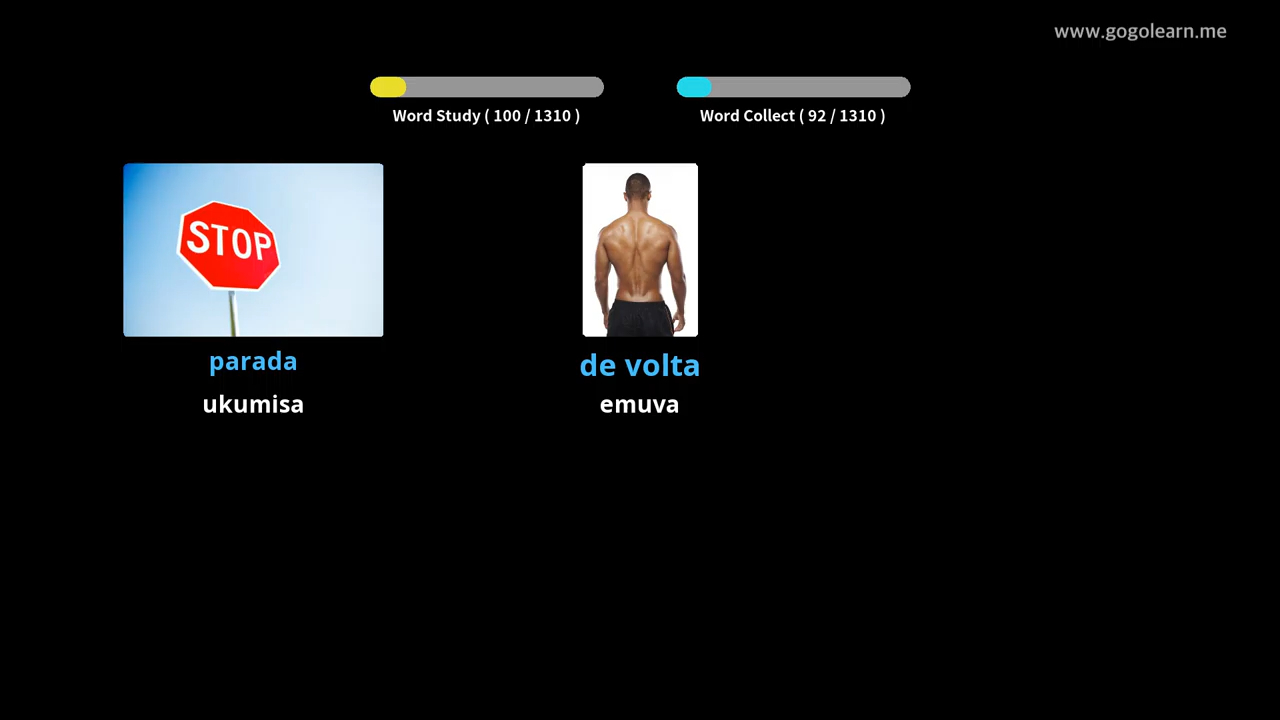 www.gogolearn.me
Word Study ( 100 / 1310 )
Word Collect ( 92 / 1310 )
STOP
parada
ukumisa
de volta
emuva